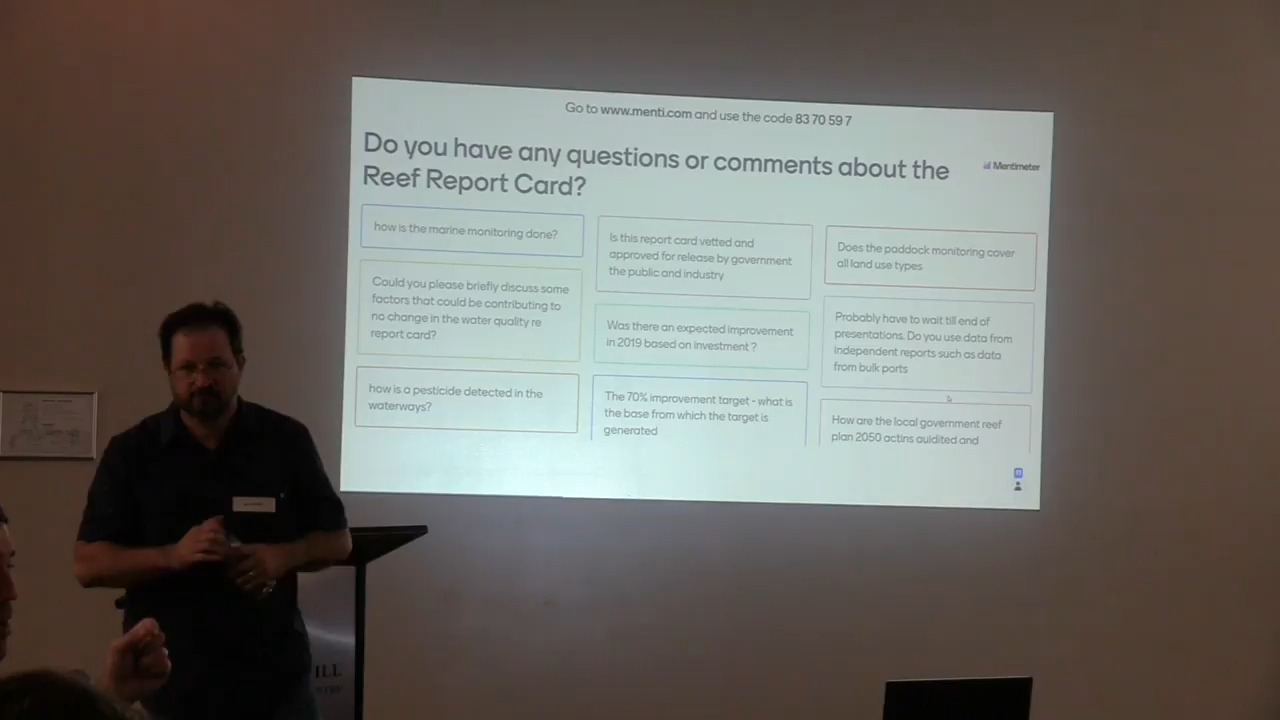 Go to www.menti.com and use the code 83 70 59 7
Do you have any questions or comments about the
Reef Report Card?
Mentimeter
how is the marine monitoring done?
Could you please briefly discuss some
factors that could be contributing to
no change in the water quality re
report card?
how is a pesticide detected in the
waterways?
Is this report card vetted and
approved for release by government
the public and industry
Was there an expected improvement
in 2019 based on investment ?
The 70% improvement target - what is
the base from which the target is
generated
Does the paddock monitoring cover
all land use types
Probably have to wait till end of
presentations. Do you use data from
independent reports such as data
from bulk ports
How are the local government reef
plan 2050 actins auidited and
ILL